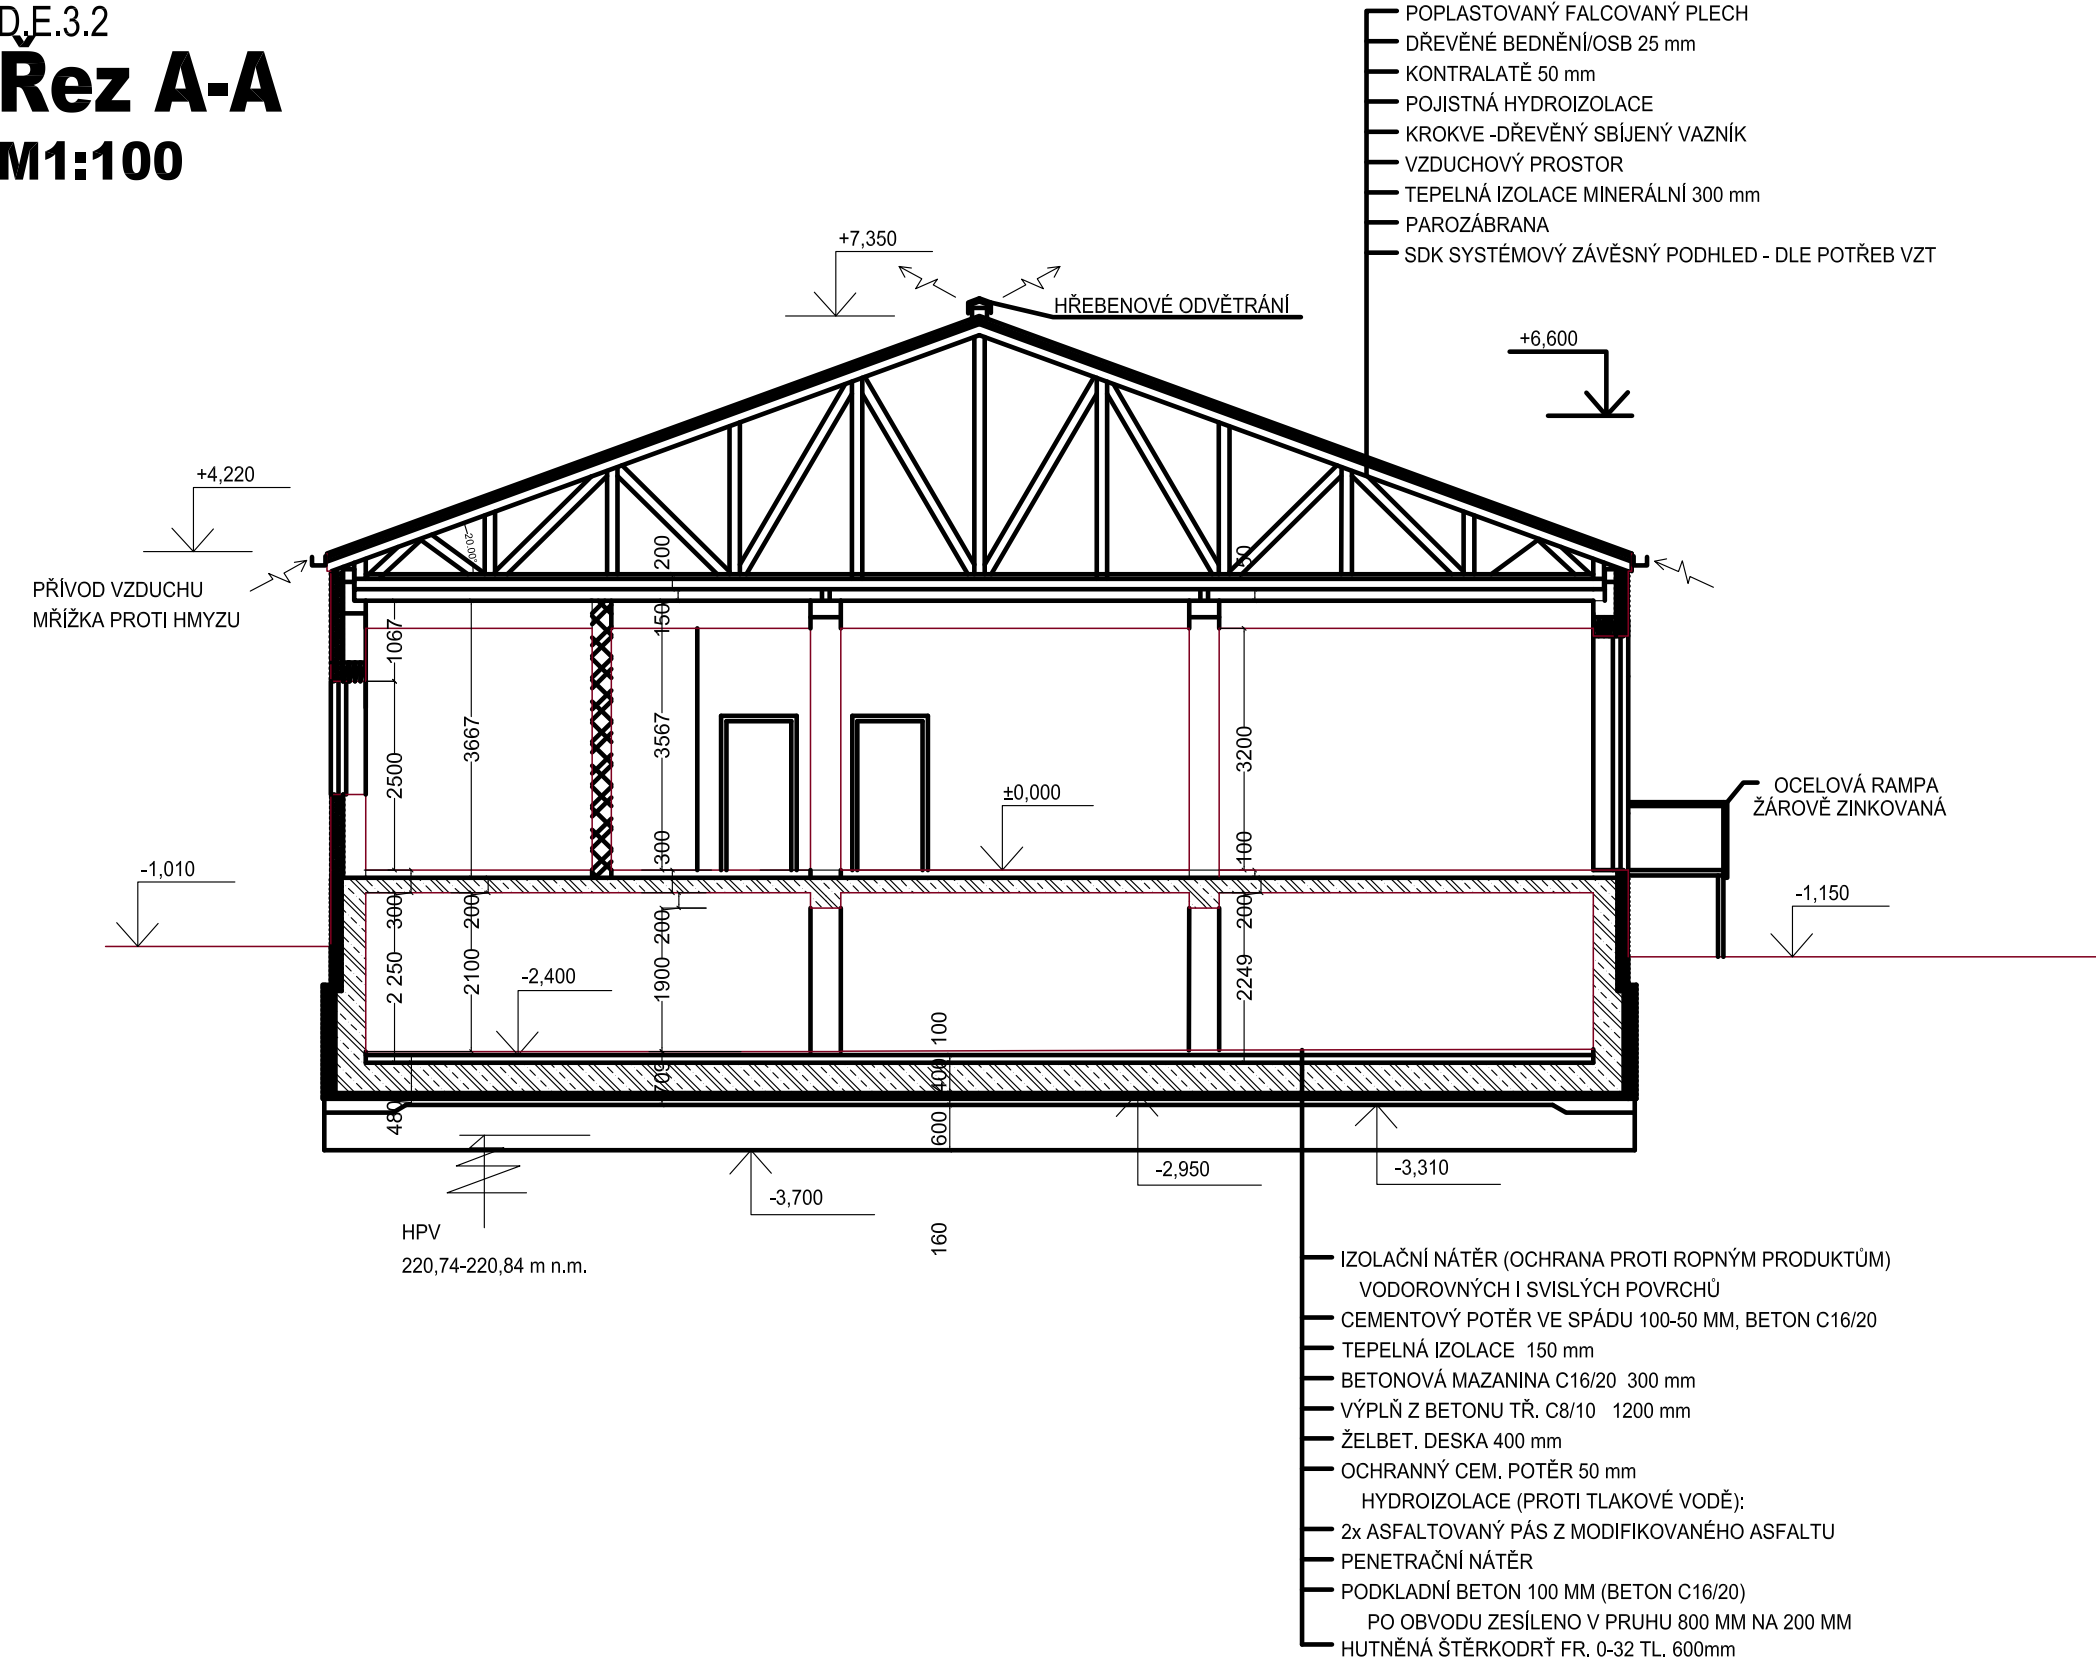 D.E.3.2
Řez A-A
M1:100
POPLASTOVANÝ FALCOVANÝ PLECH
DŘEVĚNÉ BEDNĚNÍ/OSB 25 mm
KONTRALATĚ 50 mm
POJISTNÁ HYDROIZOLACE
KROKVE -DŘEVĚNÝ SBÍJENÝ VAZNÍK
VZDUCHOVÝ PROSTOR
TEPELNÁ IZOLACE MINERÁLNÍ 300 mm
PAROZÁBRANA
SDK SYSTÉMOVÝ ZÁVĚSNÝ PODHLED - DLE POTŘEB VZT
+7,350
HŘEBENOVÉ ODVĚTRÁNÍ
+6,600
+4,220
PŘÍVOD VZDUCHU
MŘÍŽKA PROTI HMYZU
200
50
150
1067
3667
2500
3567
3200
300
100
±0,000
OCELOVÁ RAMPA
ŽÁROVĚ ZINKOVANÁ
-1,010
-1,150
300
200
200
200
2 250
2100
1900
2249
-2,400
100
400
709
480
600
-2,950
-3,310
-3,700
160
HPV
220,74-220,84 m n.m.
IZOLAČNÍ NÁTĚR (OCHRANA PROTI ROPNÝM PRODUKTŮM)
VODOROVNÝCH I SVISLÝCH POVRCHŮ
CEMENTOVÝ POTĚR VE SPÁDU 100-50 MM, BETON C16/20
TEPELNÁ IZOLACE 150 mm
BETONOVÁ MAZANINA C16/20 300 mm
VÝPLŇ Z BETONU TŘ. C8/10 1200 mm
ŽELBET. DESKA 400 mm
OCHRANNÝ CEM. POTĚR 50 mm
HYDROIZOLACE (PROTI TLAKOVÉ VODĚ):
2x ASFALTOVANÝ PÁS Z MODIFIKOVANÉHO ASFALTU
PENETRAČNÍ NÁTĚR
PODKLADNÍ BETON 100 MM (BETON C16/20)
PO OBVODU ZESÍLENO V PRUHU 800 MM NA 200 MM
HUTNĚNÁ ŠTĚRKODRŤ FR. 0-32 TL. 600mm